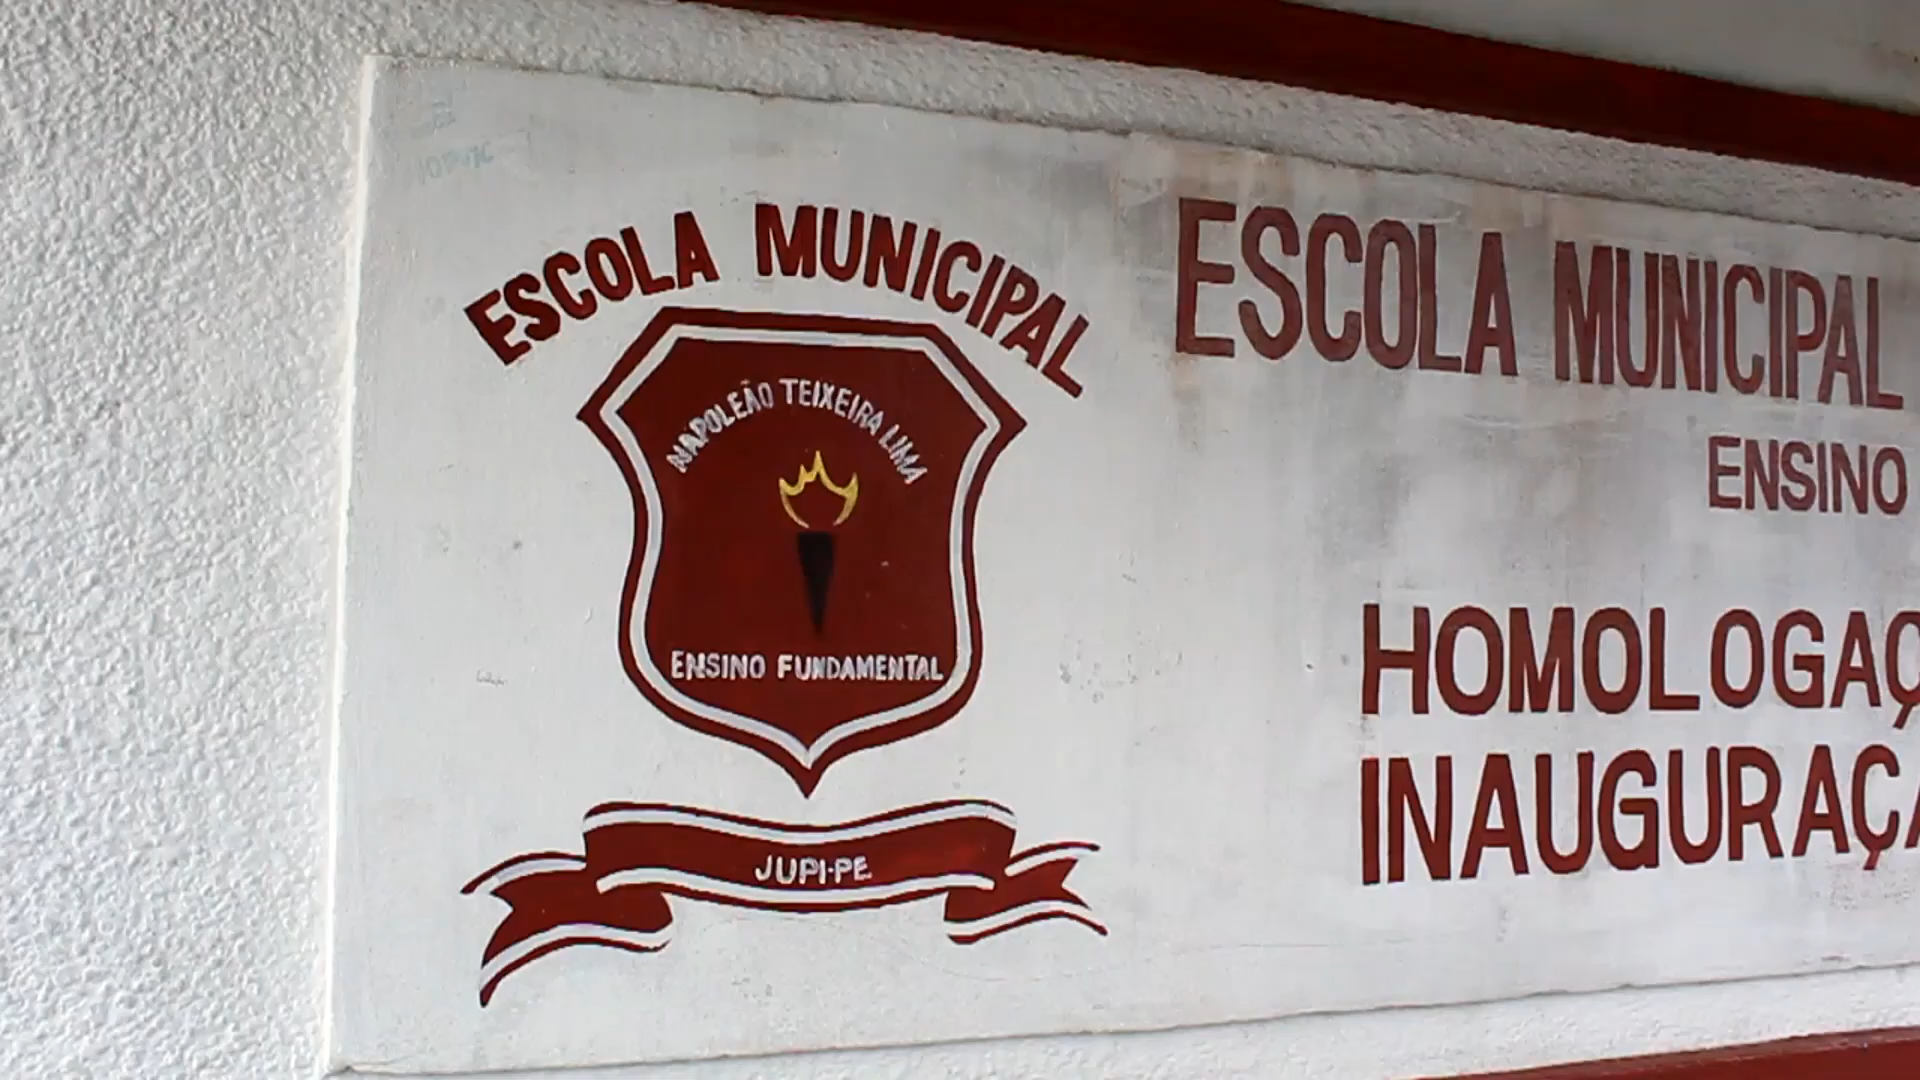 ESCOLA MUNICIPAL
NAPOLEÃO TEIXEIRA LIMA
ENSINO FUNDAMENTAL
JUPI-PE
ESCOLA MUNICIPAL
ENSINO
HOMOLOGAÇ
INAUGURAÇ